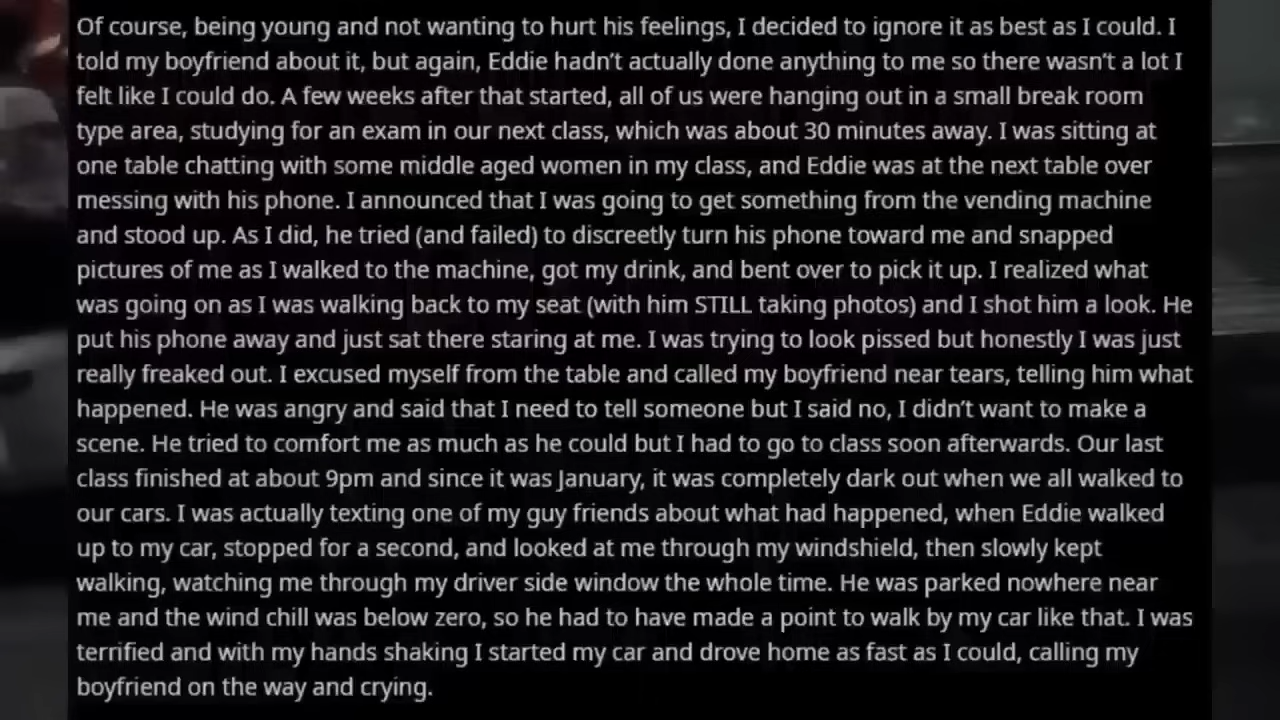 Of course, being young and not wanting to hurt his feelings, I decided to ignore it as best as I could. I
told my boyfriend about it, but again, Eddie hadn’t actually done anything to me so there wasn’t a lot I
felt like I could do. A few weeks after that started, all of us were hanging out in a small break room
type area, studying for an exam in our next class, which was about 30 minutes away. I was sitting at
one table chatting with some middle aged women in my class, and Eddie was at the next table over
messing with his phone. I announced that I was going to get something from the vending machine
and stood up. As I did, he tried (and failed) to discreetly turn his phone toward me and snapped
pictures of me as I walked to the machine, got my drink, and bent over to pick it up. I realized what
was going on as I was walking back to my seat (with him STILL taking photos) and I shot him a look. He
put his phone away and just sat there staring at me. I was trying to look pissed but honestly I was just
really freaked out. I excused myself from the table and called my boyfriend near tears, telling him what
happened. He was angry and said that I need to tell someone but I said no, I didn’t want to make a
scene. He tried to comfort me as much as he could but I had to go to class soon afterwards. Our last
class finished at about 9pm and since it was January, it was completely dark out when we all walked to
our cars. I was actually texting one of my guy friends about what had happened, when Eddie walked
up to my car, stopped for a second, and looked at me through my windshield, then slowly kept
walking, watching me through my driver side window the whole time. He was parked nowhere near
me and the wind chill was below zero, so he had to have made a point to walk by my car like that. I was
terrified and with my hands shaking I started my car and drove home as fast as I could, calling my
boyfriend on the way and crying.